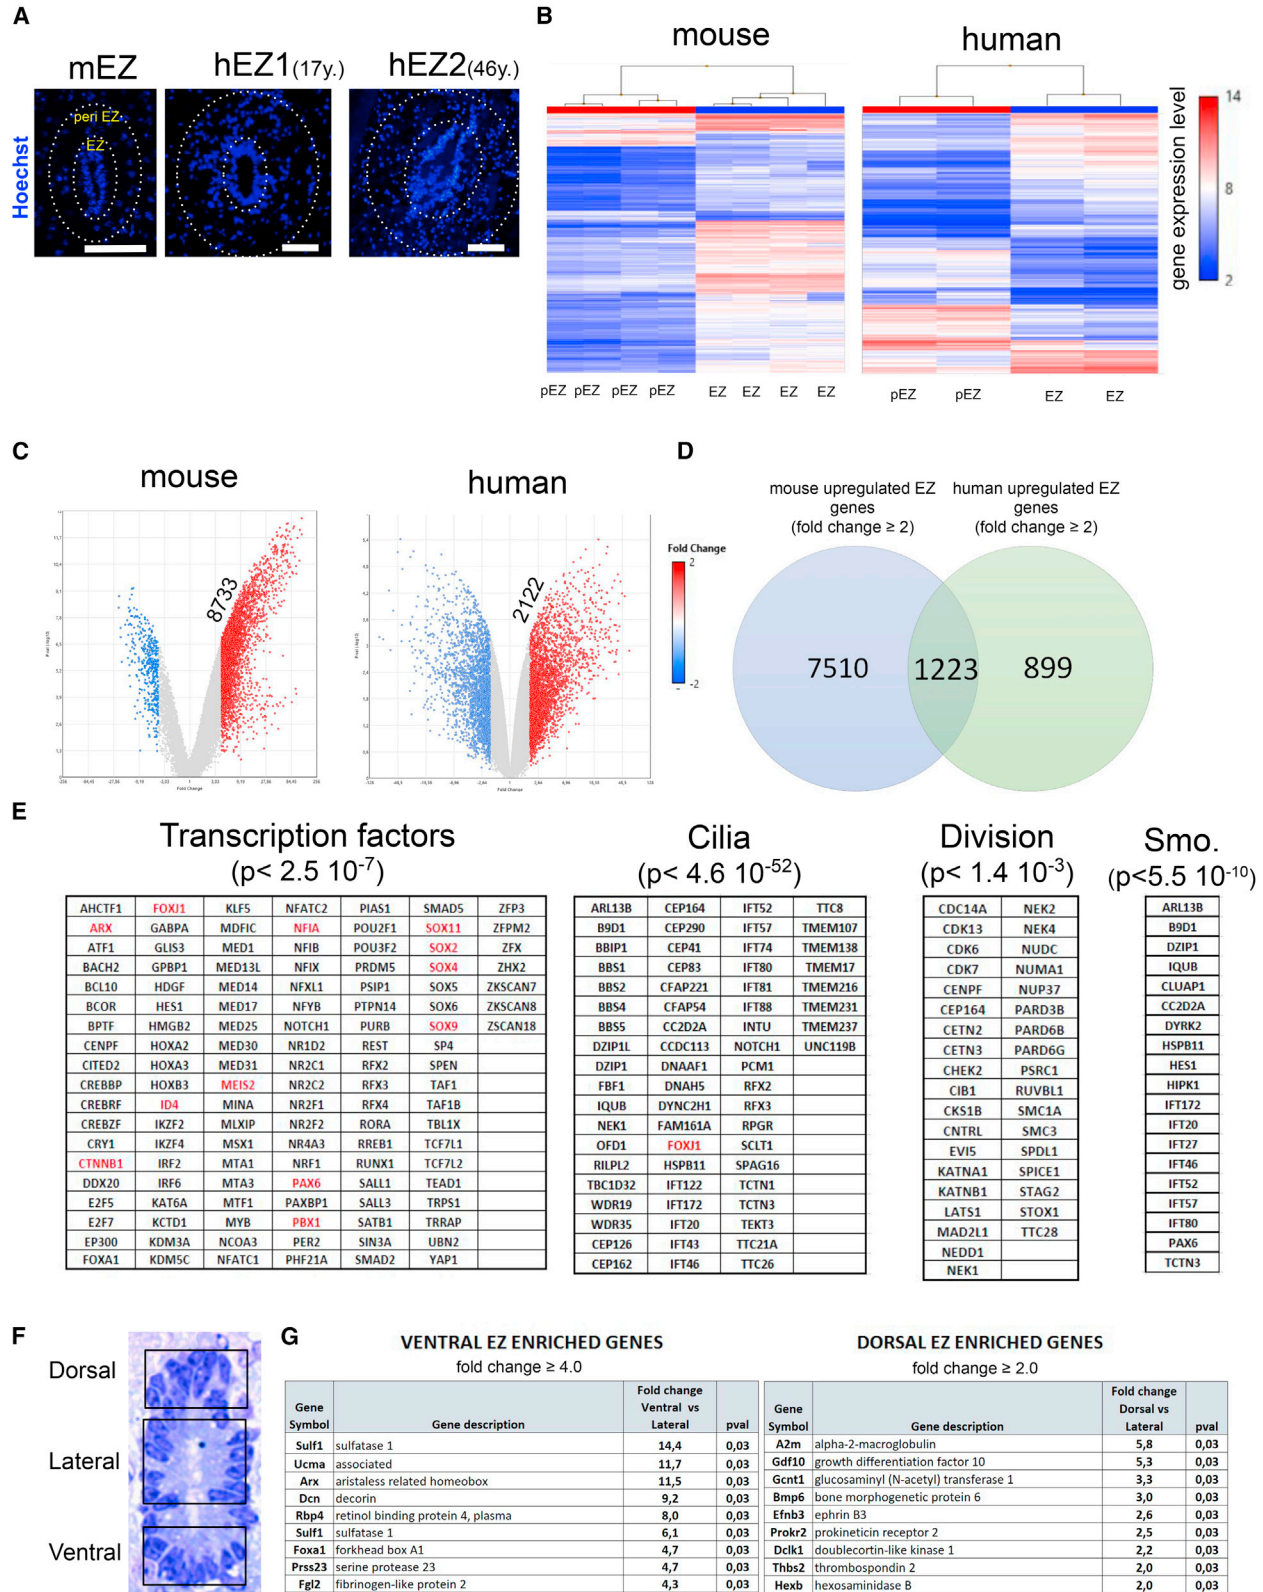 A
mEZ
hEZ1(17y.)
hEZ2(46y.)
Hoechst
peri EZ
EZ
B
mouse
human
pEZ pEZ pEZ pEZ EZ EZ EZ EZ
pEZ pEZ EZ EZ
gene expression level
14
8
2
C
mouse
human
8733
2122
Fold Change
Fold Change
Fold Change
2
-2
D
mouse upregulated EZ
genes
(fold change ≥ 2)
human upregulated EZ
genes
(fold change ≥ 2)
7510
1223
899
E
Transcription factors
(p< 2.5 10-7)
AHCTF1 FOXJ1 KLF5 NFATC2 PIAS1 SMAD5 ZFP3
ARX GABPA MDFIC NFIA POU2F1 SOX11 ZFPM2
ATF1 GLIS3 MED1 NFIB POU3F2 SOX2 ZFX
BACH2 GPBP1 MED13L NFIX PRDM5 SOX4 ZHX2
BCL10 HDGF MED14 NFXL1 PSIP1 SOX5 ZKSCAN7
BCOR HES1 MED17 NFYB PTPN14 SOX6 ZKSCAN8
BPTF HMGB2 MED25 NOTCH1 PURB SOX9 ZSCAN18
CENPF HOXA2 MED30 NR1D2 REST SP4
CITED2 HOXA3 MED31 NR2C1 RFX2 SPEN
CREBBP HOXB3 MEIS2 NR2C2 RFX3 TAF1
CREBRF ID4 MINA NR2F1 RFX4 TAF1B
CREBZF IKZF2 MLXIP NR2F2 RORA TBL1X
CRY1 IKZF4 MSX1 NR4A3 RREB1 TCF7L1
CTNNB1 IRF2 MTA1 NRF1 RUNX1 TCF7L2
DDX20 IRF6 MTA3 PAX6 SALL1 TEAD1
E2F5 KAT6A MTF1 PAXBP1 SALL3 TRPS1
E2F7 KCTD1 MYB PBX1 SATB1 TRRAP
EP300 KDM3A NCOA3 PER2 SIN3A UBN2
FOXA1 KDM5C NFATC1 PHF21A SMAD2 YAP1
Cilia
(p< 4.6 10-52)
ARL13B CEP164 IFT52 TTC8
B9D1 CEP290 IFT57 TMEM107
BBIP1 CEP41 IFT74 TMEM138
BBS1 CEP83 IFT80 TMEM17
BBS2 CFAP221 IFT81 TMEM216
BBS4 CFAP54 IFT88 TMEM231
BBS5 CC2D2A INTU TMEM237
DZIP1L CCDC113 NOTCH1 UNC119B
DZIP1 DNAAF1 PCM1
FBF1 DNAH5 RFX2
IQUB DYNC2H1 RFX3
NEK1 FAM161A RPGR
OFD1 FOXJ1 SCLT1
RILPL2 HSPB11 SPAG16
TBC1D32 IFT122 TCTN1
WDR19 IFT172 TCTN3
WDR35 IFT20 TEKT3
CEP126 IFT43 TTC21A
CEP162 IFT46 TTC26
Division
(p< 1.4 10-3)
CDC14A NEK2
CDK13 NEK4
CDK6 NUDC
CDK7 NUMA1
CENPF NUP37
CEP164 PARD3B
CETN2 PARD6B
CETN3 PARD6G
CHEK2 PSRC1
CIB1 RUVBL1
CKS1B SMC1A
CNTRL SMC3
EVI5 SPDL1
KATNA1 SPICE1
KATNB1 STAG2
LATS1 STOX1
MAD2L1 TTC28
NEDD1
NEK1
Smo.
(p<5.5 10-10)
ARL13B
B9D1
DZIP1
IQUB
CLUAP1
CC2D2A
DYRK2
HSPB11
HES1
HIPK1
IFT172
IFT20
IFT27
IFT46
IFT52
IFT57
IFT80
PAX6
TCTN3
F
Dorsal
Lateral
Ventral
G
VENTRAL EZ ENRICHED GENES
fold change ≥ 4.0
Gene Symbol Gene description Fold change Ventral vs Lateral pval
Sulf1 sulfatase 1 14,4 0,03
Ucma associated 11,7 0,03
Arx aristaless related homeobox 11,5 0,03
Dcn decorin 9,2 0,03
Rbp4 retinol binding protein 4, plasma 8,0 0,03
Sulf1 sulfatase 1 6,1 0,03
Foxa1 forkhead box A1 4,7 0,03
Prss23 serine protease 23 4,7 0,03
Fgl2 fibrinogen-like protein 2 4,3 0,03
DORSAL EZ ENRICHED GENES
fold change ≥ 2.0
Gene Symbol Gene description Fold change Dorsal vs Lateral pval
A2m alpha-2-macroglobulin 5,8 0,03
Gdf10 growth differentiation factor 10 5,3 0,03
Gcnt1 glucosaminyl (N-acetyl) transferase 1 3,3 0,03
Bmp6 bone morphogenetic protein 6 3,0 0,03
Efnb3 ephrin B3 2,6 0,03
Prokr2 prokineticin receptor 2 2,5 0,03
Dclk1 doublecortin-like kinase 1 2,2 0,03
Thbs2 thrombospondin 2 2,0 0,03
Hexb hexosaminidase B 2,0 0,03